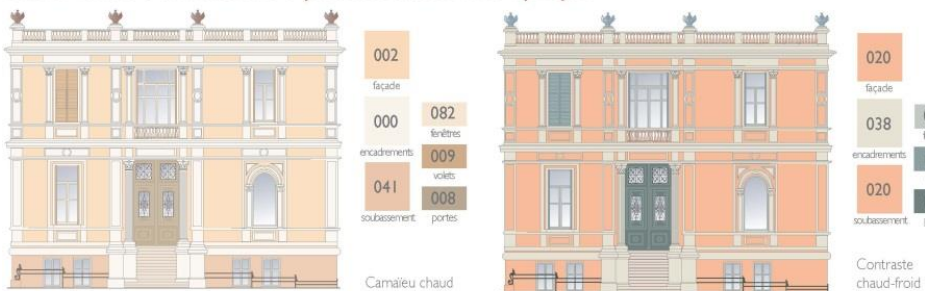 002
façade
000
encadrements
041
soubassement
082
fenêtres
009
volets
008
portes
Camaïeu chaud
020
façade
038
encadrements
020
soubassement
Contraste
chaud-froid